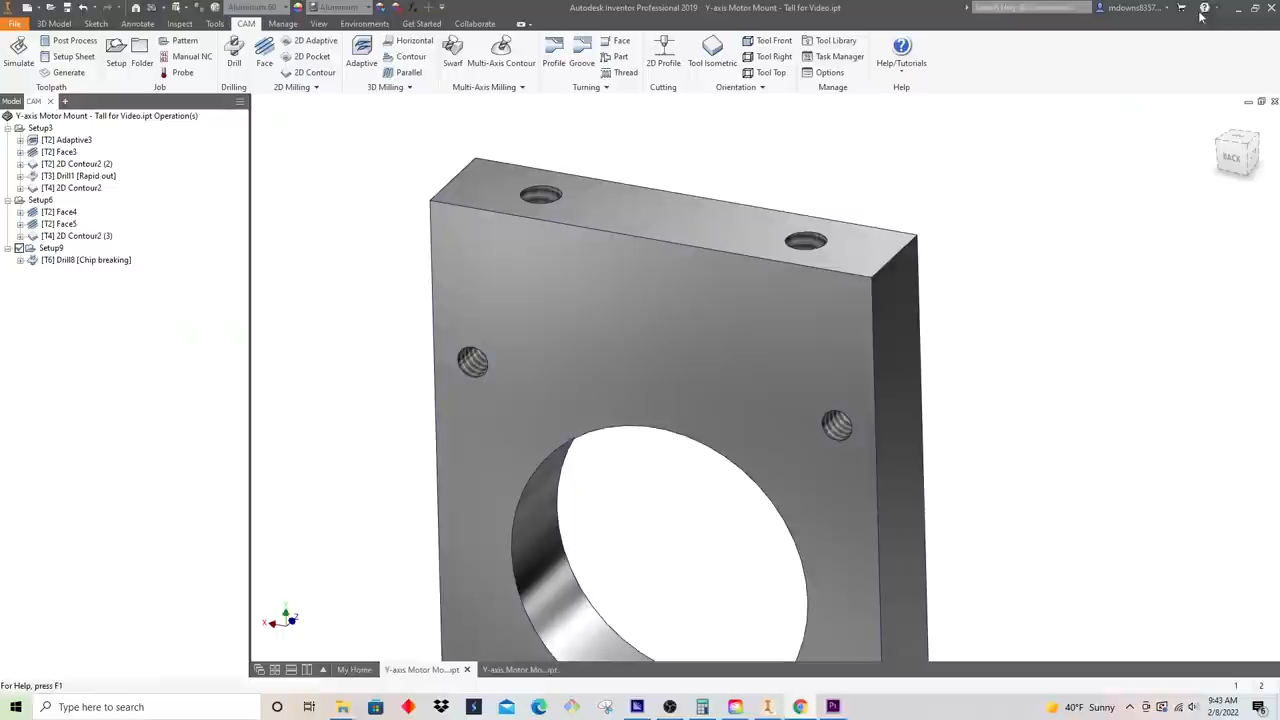 Aluminum 60 Aluminum Autodesk Inventor Professional 2019 Y-axis Motor Mount - Tall for Video.ipt mdowns8337...
File 3D Model Sketch Annotate Inspect Tools CAM Manage View Environments Get Started Collaborate
Post Process Pattern 2D Adaptive Horizontal Face Tool Front Tool Library
Setup Sheet Manual NC 2D Pocket Contour Part Tool Right Task Manager
Simulate Generate Setup Folder Probe Drill Face 2D Contour Adaptive Parallel Swarf Multi-Axis Contour Profile Groove Thread 2D Profile Tool Isometric Tool Top Options Help/Tutorials
Toolpath Job Drilling 2D Milling 3D Milling Multi-Axis Milling Turning Cutting Orientation Manage Help
Model CAM
Y-axis Motor Mount - Tall for Video.ipt Operation(s)
Setup3
[T2] Adaptive3
[T2] Face3
[T2] 2D Contour2 (2)
[T3] Drill1 [Rapid out]
[T4] 2D Contour2
Setup6
[T2] Face4
[T2] Face5
[T4] 2D Contour2 (3)
Setup9
[T6] Drill8 [Chip breaking]
BACK
Y
X Z
My Home Y-axis Motor Mo...ipt Y-axis Motor Mo...ipt
For Help, press F1 1 2
Type here to search 40°F Sunny 9:43 AM
2/8/2022